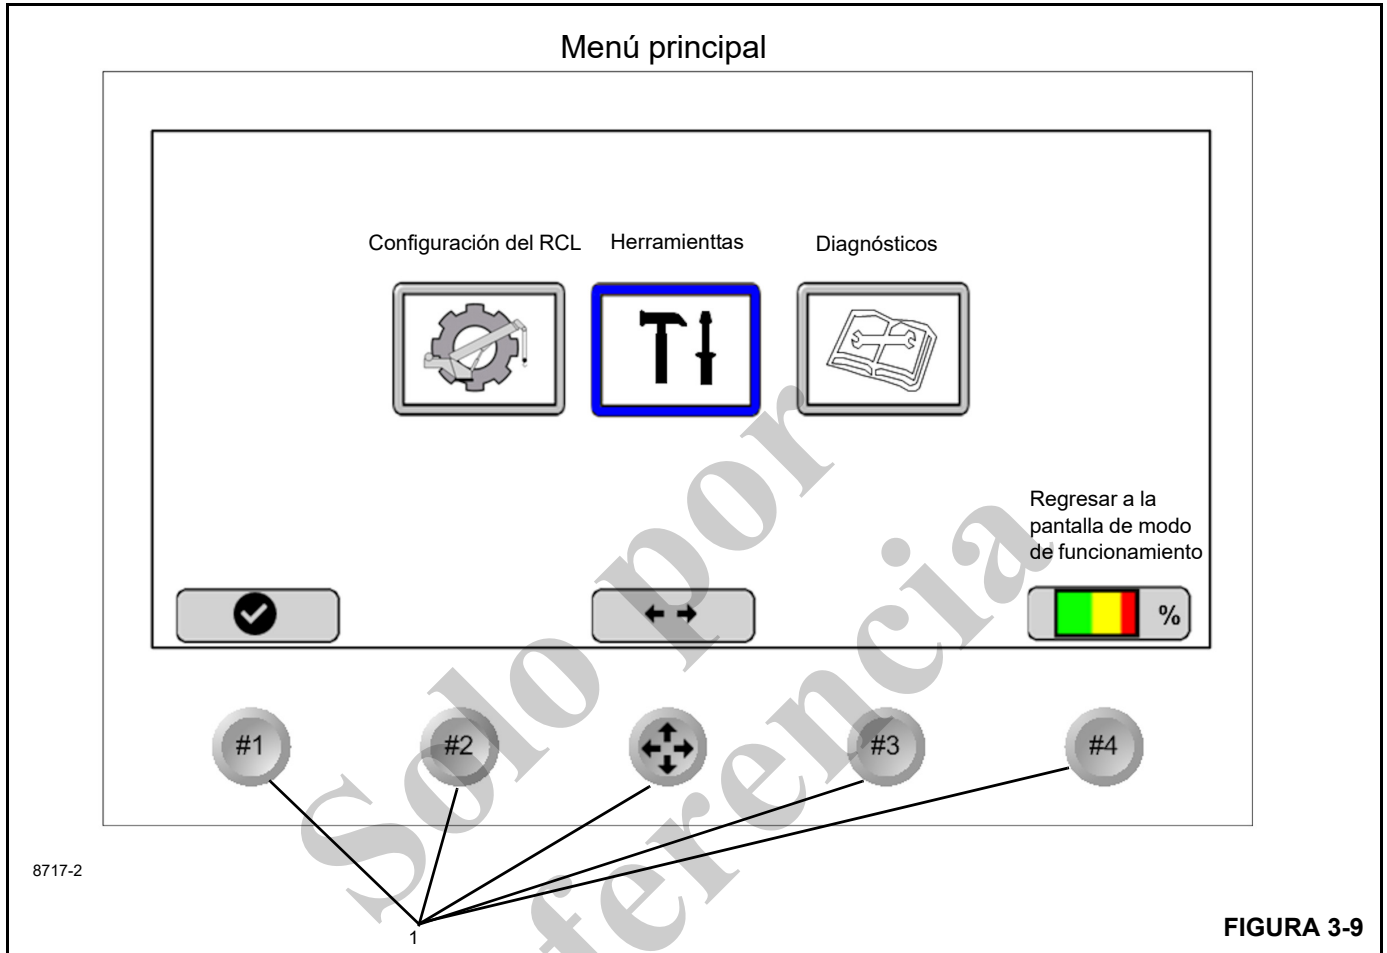 Menú principal
Configuración del RCL
Herramienttas
Diagnósticos
Regresar a la
pantalla de modo
de funcionamiento
%
#1
#2
#3
#4
8717-2
1
FIGURA 3-9
Solo por
ferencia